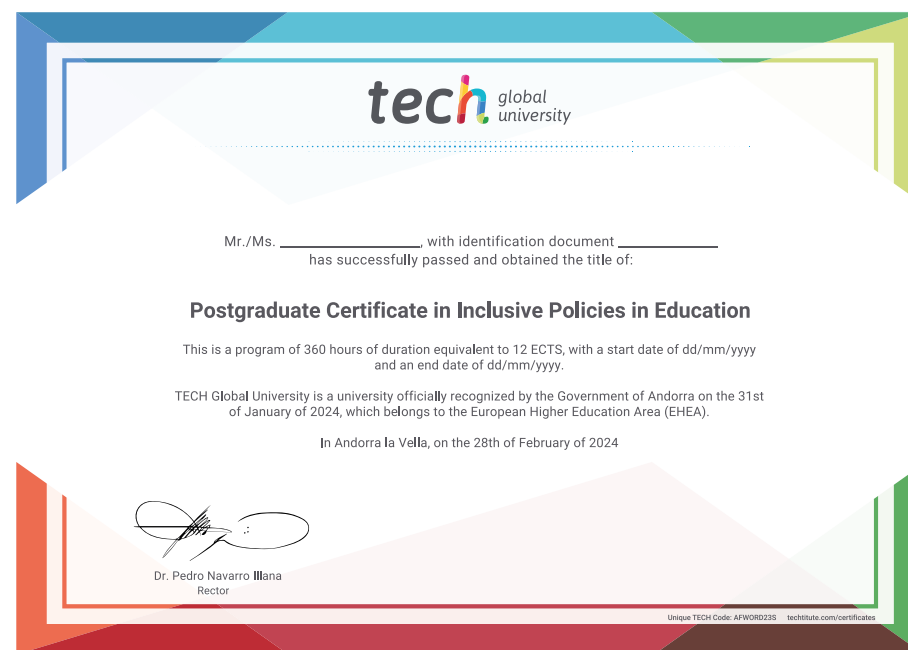 tech global
university
Mr./Ms. ____________________, with identification document ______________
has successfully passed and obtained the title of:
Postgraduate Certificate in Inclusive Policies in Education
This is a program of 360 hours of duration equivalent to 12 ECTS, with a start date of dd/mm/yyyy
and an end date of dd/mm/yyyy.
TECH Global University is a university officially recognized by the Government of Andorra on the 31st
of January of 2024, which belongs to the European Higher Education Area (EHEA).
In Andorra la Vella, on the 28th of February of 2024
Dr. Pedro Navarro Illana
Rector
Unique TECH Code: AFWORD23S techtitute.com/certificates